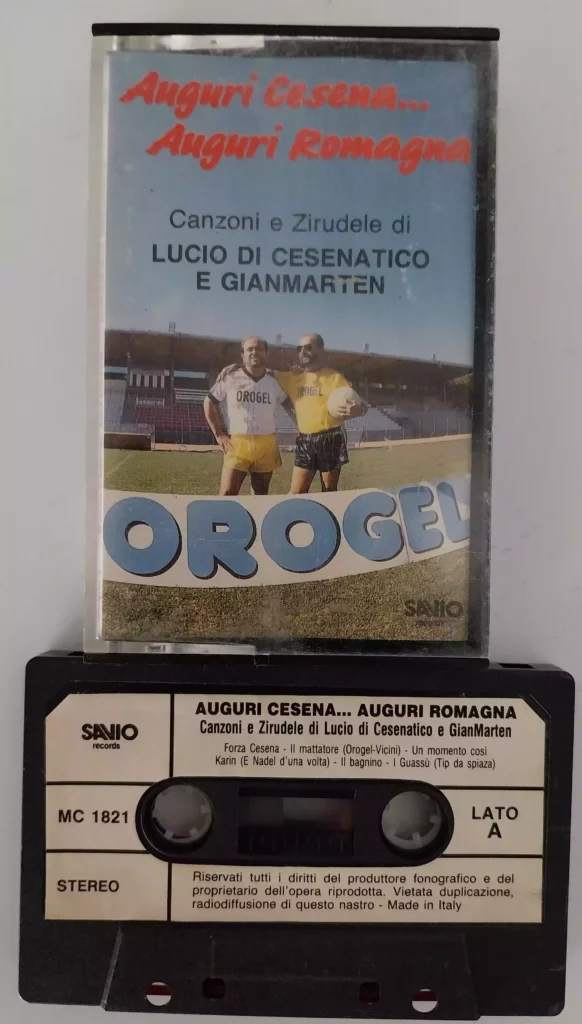 Auguri Cesena...
Auguri Romagna
Canzoni e Zirudele di
LUCIO DI CESENATICO
E GIANMARTEN
OROGEL
OROGEL
OROGEL
SAVIO
records
SAVIO
records
AUGURI CESENA... AUGURI ROMAGNA
Canzoni e Zirudele di Lucio di Cesenatico e GianMarten
Forza Cesena - Il mattatore (Orogel-Vicini) - Un momento così
Karin (E Nadel d'una volta) - Il bagnino - I Guassù (Tip da spiaza)
MC 1821
LATO
A
STEREO
Riservati tutti i diritti del produttore fonografico e del
proprietario dell'opera riprodotta. Vietata duplicazione,
radiodiffusione di questo nastro - Made in Italy